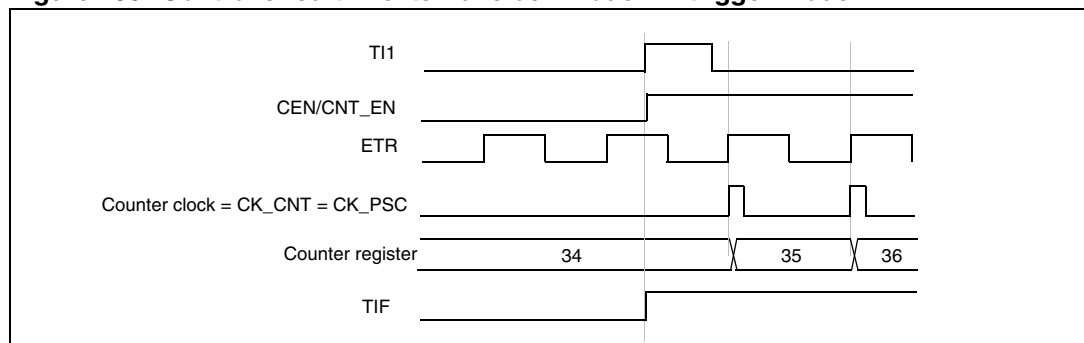 TI1
CEN/CNT_EN
ETR
Counter clock = CK_CNT = CK_PSC
Counter register
34
35
36
TIF